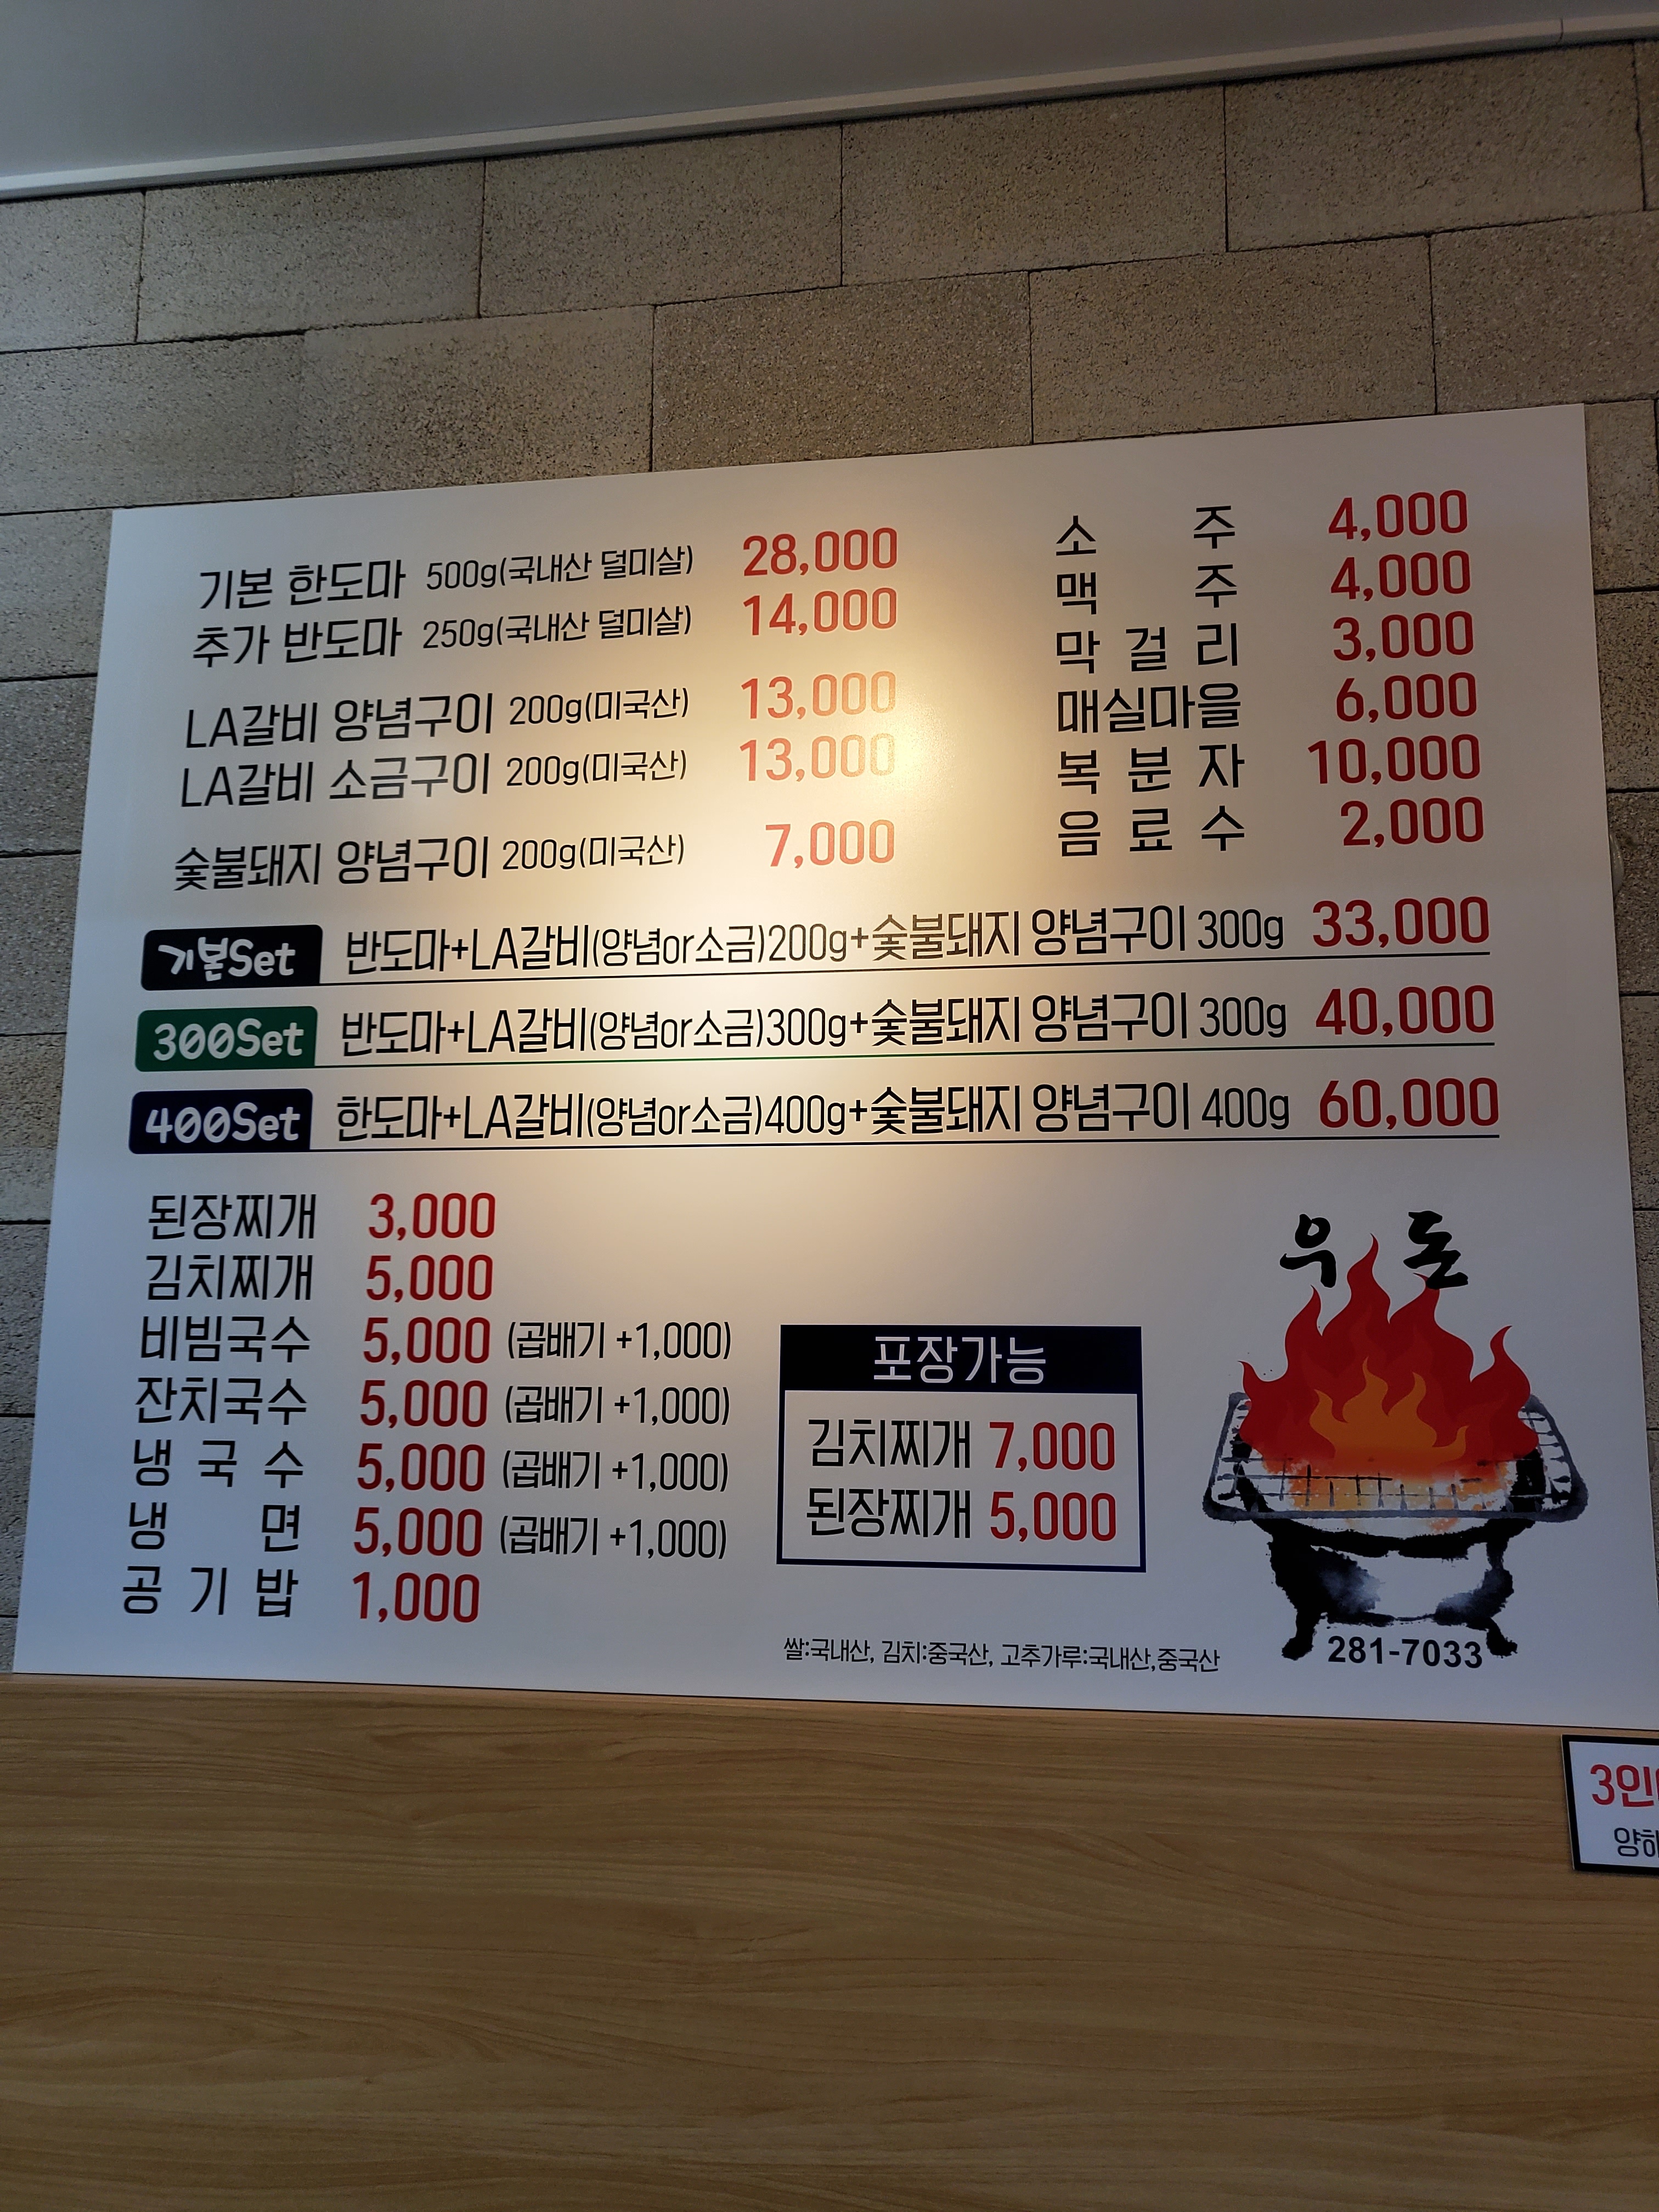 기본 한도마 500g(국내산 덜미살) 28,000
추가 반도마 250g(국내산 덜미살) 14,000
LA갈비 양념구이 200g(미국산) 13,000
LA갈비 소금구이 200g(미국산) 13,000
숯불돼지 양념구이 200g(미국산) 7,000
소 주 4,000
맥 주 4,000
막 걸 리 3,000
매실마을 6,000
복 분 자 10,000
음 료 수 2,000
기본Set 반도마+LA갈비(양념or소금)200g+숯불돼지 양념구이 300g 33,000
300Set 반도마+LA갈비(양념or소금)300g+숯불돼지 양념구이 300g 40,000
400Set 한도마+LA갈비(양념or소금)400g+숯불돼지 양념구이 400g 60,000
된장찌개 3,000
김치찌개 5,000
비빔국수 5,000 (곱배기 +1,000)
잔치국수 5,000 (곱배기 +1,000)
냉 국 수 5,000 (곱배기 +1,000)
냉 면 5,000 (곱배기 +1,000)
공 기 밥 1,000
포장가능
김치찌개 7,000
된장찌개 5,000
쌀:국내산, 김치:중국산, 고추가루:국내산,중국산
우 돈
281-7033
3인